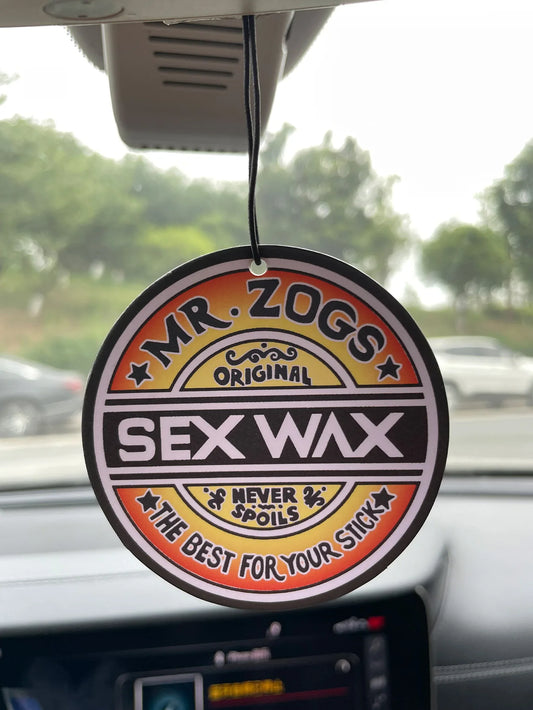 MR. ZOGS
ORIGINAL
SEX WAX
NEVER
SPOILS
THE BEST FOR YOUR STICK